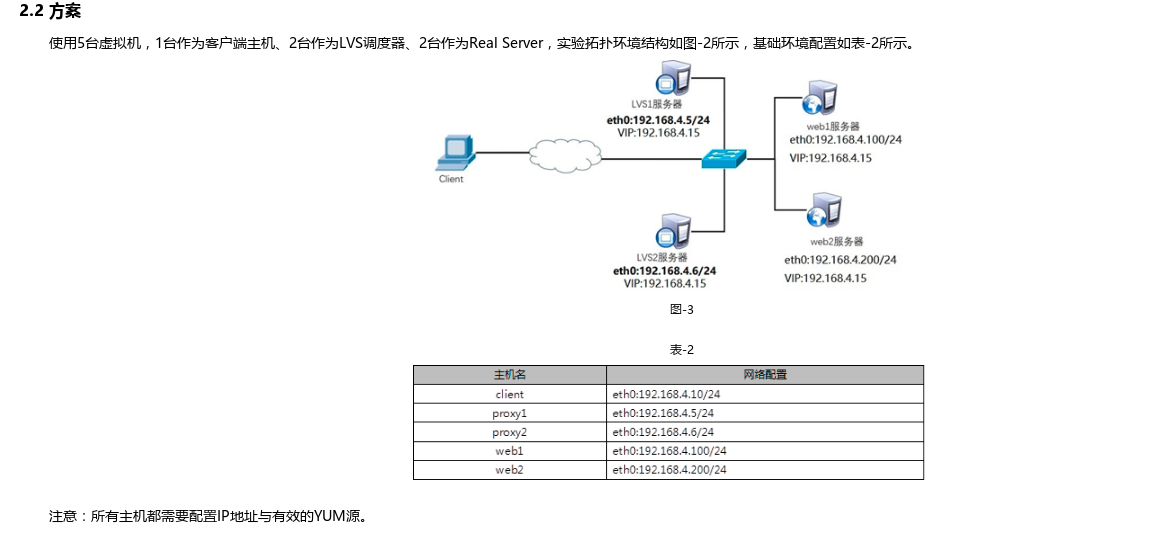 2.2 方案
使用5台虚拟机，1台作为客户端主机、2台作为LVS调度器、2台作为Real Server，实验拓扑环境结构如图-2所示，基础环境配置如表-2所示。
LVS1服务器
eth0:192.168.4.5/24
VIP:192.168.4.15
web1服务器
eth0:192.168.4.100/24
VIP:192.168.4.15
Client
LVS2服务器
eth0:192.168.4.6/24
VIP:192.168.4.15
web2服务器
eth0:192.168.4.200/24
VIP:192.168.4.15
图-3
表-2
主机名 网络配置
client eth0:192.168.4.10/24
proxy1 eth0:192.168.4.5/24
proxy2 eth0:192.168.4.6/24
web1 eth0:192.168.4.100/24
web2 eth0:192.168.4.200/24
注意：所有主机都需要配置IP地址与有效的YUM源。